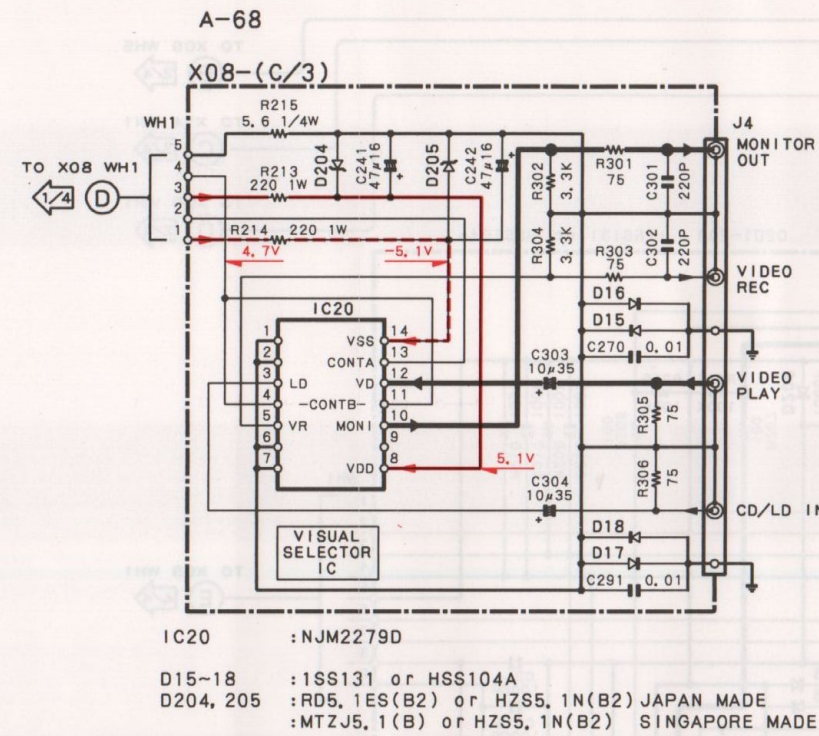 A-68
X08-(C/3)
WH1
5
4
3
2
1
TO X08 WH1
1/4
D
R215
5.6 1/4W
R213
220 1W
R214 220 1W
D204
C241
47µ16
D205
C242
47µ16
4.7V
-5.1V
R302
3.3K
R304
3.3K
R301
75
R303
75
C301
220P
C302
220P
J4
MONITOR
OUT
VIDEO
REC
VIDEO
PLAY
CD/LD IN
D16
D15
C270 0.01
IC20
1
2
3 LD
4
5 VR
6
7
VSS 14
CONTA 13
VD 12
-CONTB- 11
MONI 10
9
VDD 8
5.1V
C303
10µ35
C304
10µ35
R305
75
R306
75
D18
D17
C291 0.01
VISUAL
SELECTOR
IC
IC20 :NJM2279D
D15~18 :1SS131 or HSS104A
D204,205 :RD5.1ES(B2) or HZS5.1N(B2) JAPAN MADE
:MTZJ5.1(B) or HZS5.1N(B2) SINGAPORE MADE